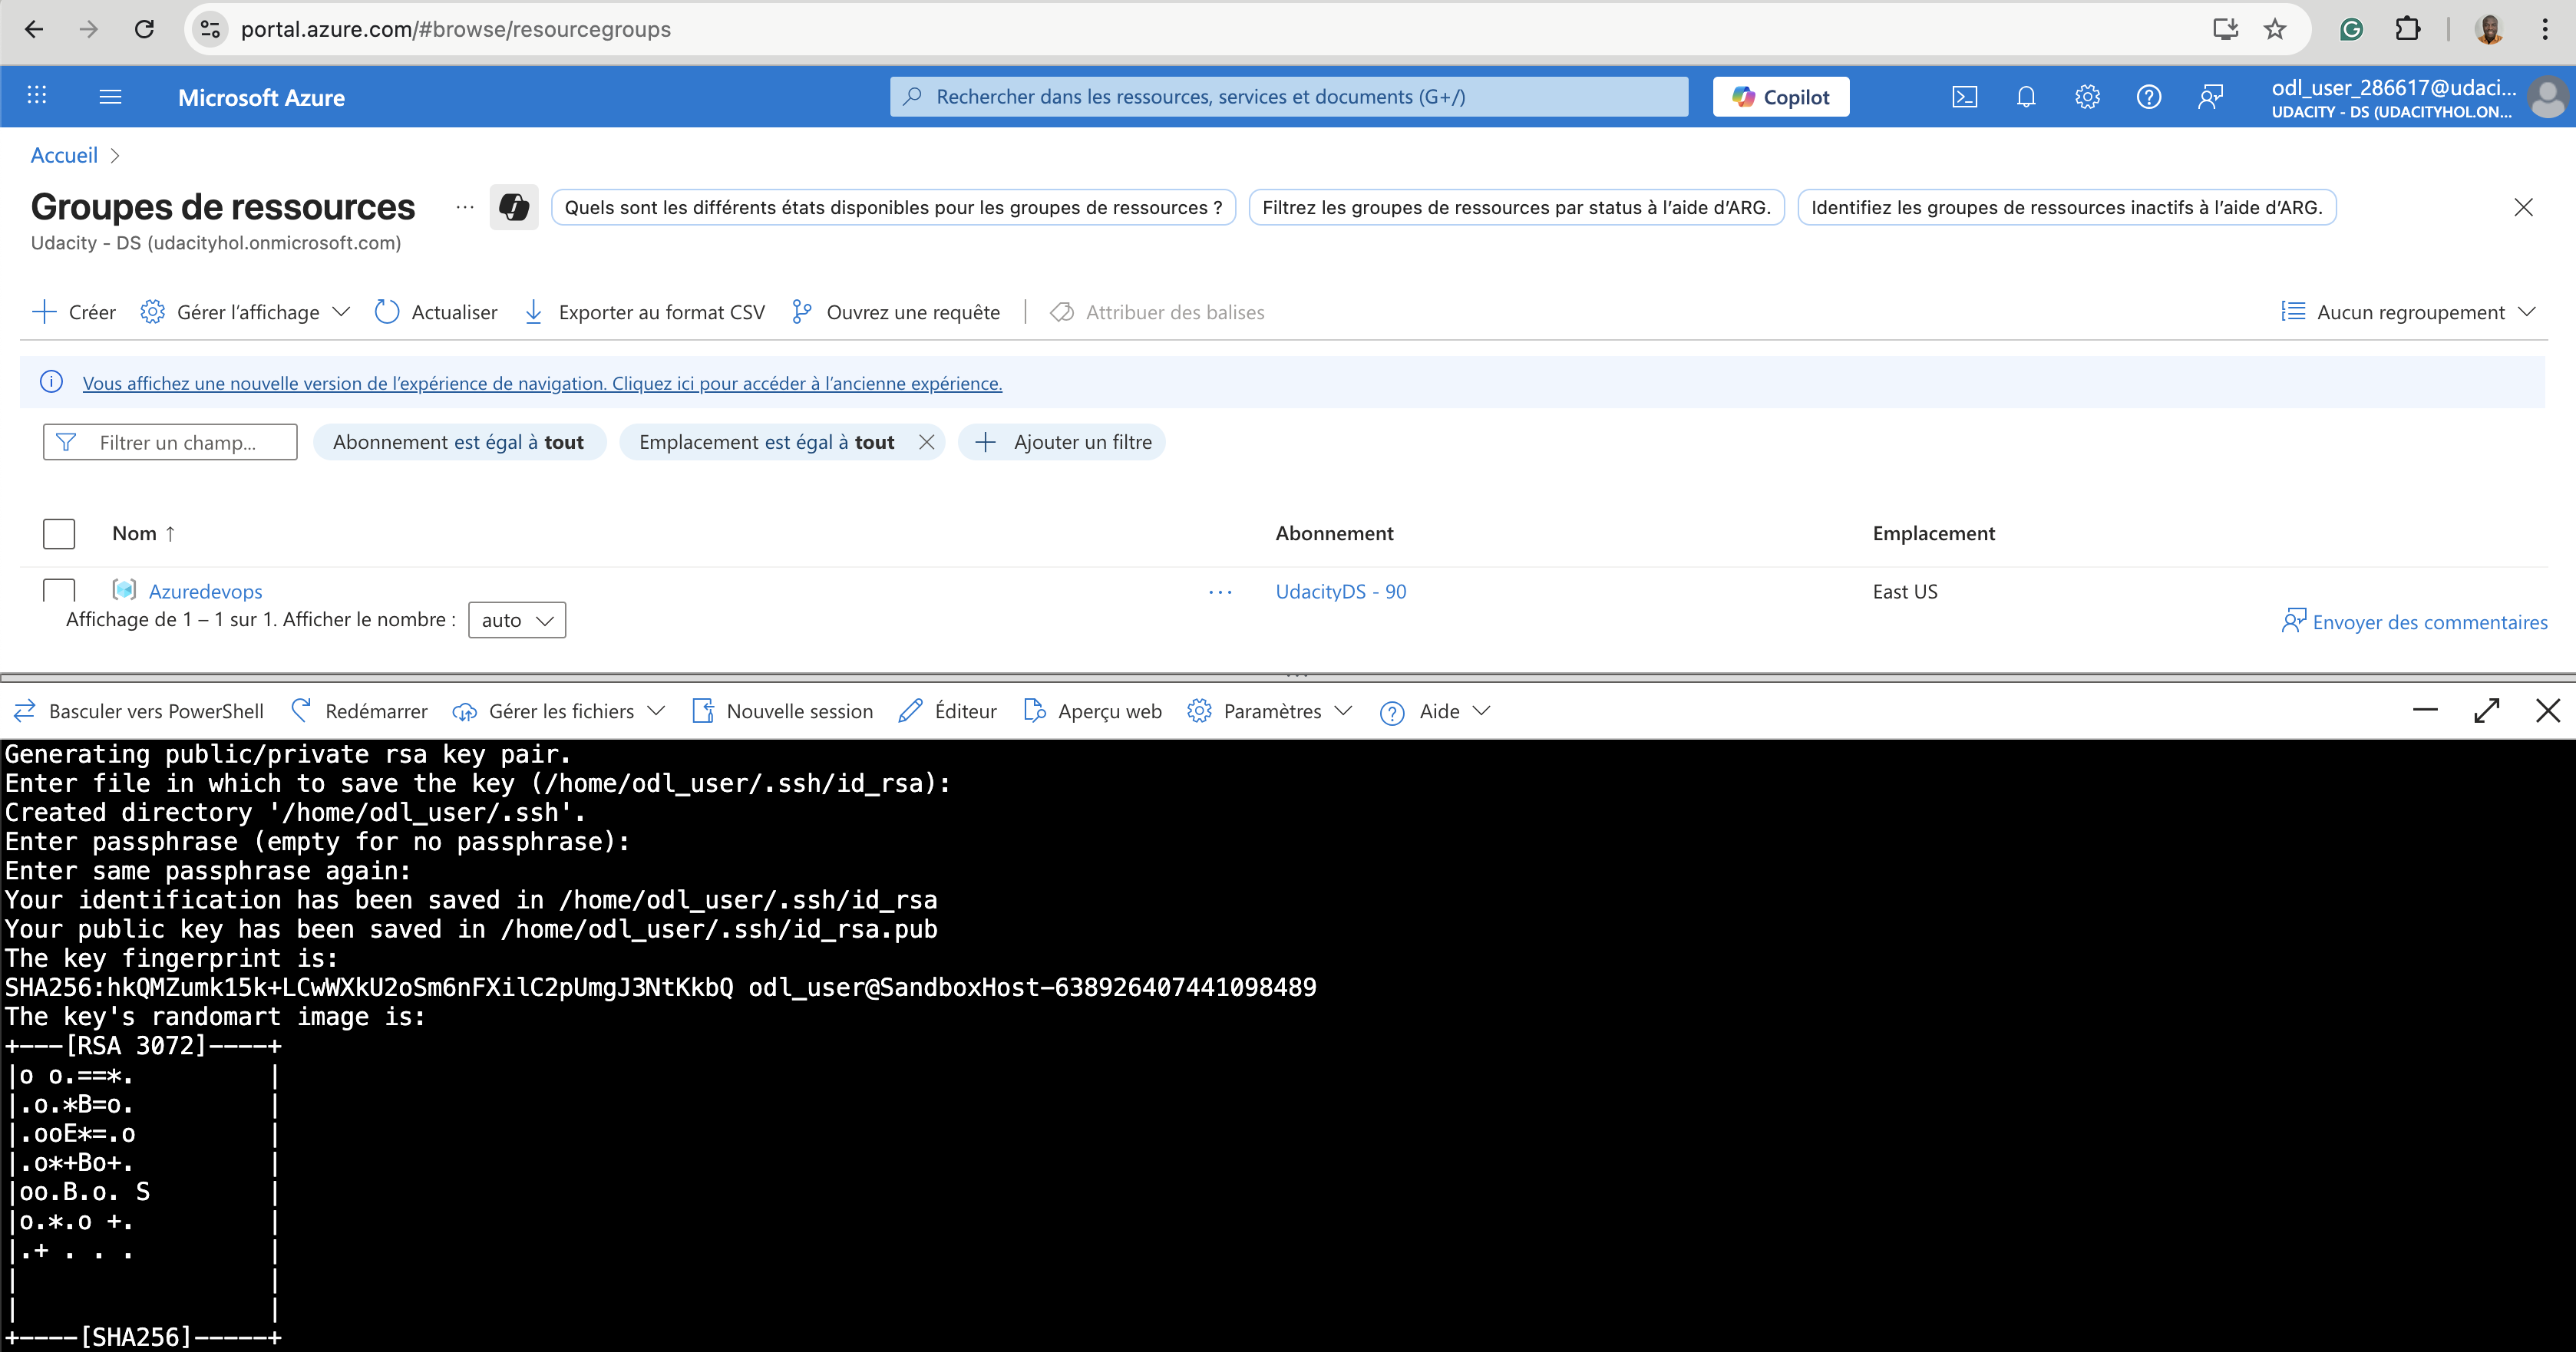 portal.azure.com/#browse/resourcegroups
Microsoft Azure
Rechercher dans les ressources, services et documents (G+/)
Copilot
odl_user_286617@udaci...
UDACITY - DS (UDACITYHOL.ON...
Accueil >
Groupes de ressources
...
Quels sont les différents états disponibles pour les groupes de ressources ?
Filtrez les groupes de ressources par status à l’aide d’ARG.
Identifiez les groupes de ressources inactifs à l’aide d’ARG.
Udacity - DS (udacityhol.onmicrosoft.com)
Créer
Gérer l’affichage
Actualiser
Exporter au format CSV
Ouvrez une requête
Attribuer des balises
Aucun regroupement
Vous affichez une nouvelle version de l’expérience de navigation. Cliquez ici pour accéder à l’ancienne expérience.
Filtrer un champ...
Abonnement est égal à tout
Emplacement est égal à tout
Ajouter un filtre
Nom ↑
Abonnement
Emplacement
Azuredevops
...
UdacityDS - 90
East US
Affichage de 1 – 1 sur 1. Afficher le nombre :
auto
Envoyer des commentaires
Basculer vers PowerShell
Redémarrer
Gérer les fichiers
Nouvelle session
Éditeur
Aperçu web
Paramètres
Aide
Generating public/private rsa key pair.
Enter file in which to save the key (/home/odl_user/.ssh/id_rsa):
Created directory '/home/odl_user/.ssh'.
Enter passphrase (empty for no passphrase):
Enter same passphrase again:
Your identification has been saved in /home/odl_user/.ssh/id_rsa
Your public key has been saved in /home/odl_user/.ssh/id_rsa.pub
The key fingerprint is:
SHA256:hkQMZumk15k+LCwWXkU2oSm6nFXilC2pUmgJ3NtKkbQ odl_user@SandboxHost-638926407441098489
The key's randomart image is:
+---[RSA 3072]----+
|o o.==*.         |
|.o.*B=o.         |
|.ooE*=.o         |
|.o*+Bo+.         |
|oo.B.o. S        |
|o.*.o +.         |
|.+ . . .         |
|                 |
|                 |
+----[SHA256]-----+